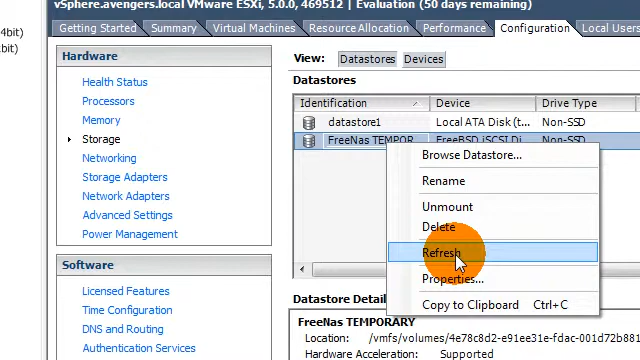 vSphere.avengers.local VMware ESXi, 5.0.0, 469512 | Evaluation (50 days remaining)
4bit)
bit)
Getting Started Summary Virtual Machines Resource Allocation Performance Configuration Local Users
Hardware
Health Status
Processors
Memory
Storage
Networking
Storage Adapters
Network Adapters
Advanced Settings
Power Management
Software
Licensed Features
Time Configuration
DNS and Routing
Authentication Services
View: Datastores Devices
Datastores
Identification Device Drive Type
datastore1 Local ATA Disk (t... Non-SSD
FreeNas TEMPOR FreeBSD iSCSI Di Non-SSD
Browse Datastore...
Rename
Unmount
Delete
Refresh
Properties...
Copy to Clipboard Ctrl+C
Datastore Detai
FreeNas TEMPORARY
Location: /vmfs/volumes/4e78c8d2-e91ee31e-fdac-001d72b88
Hardware Acceleration: Supported